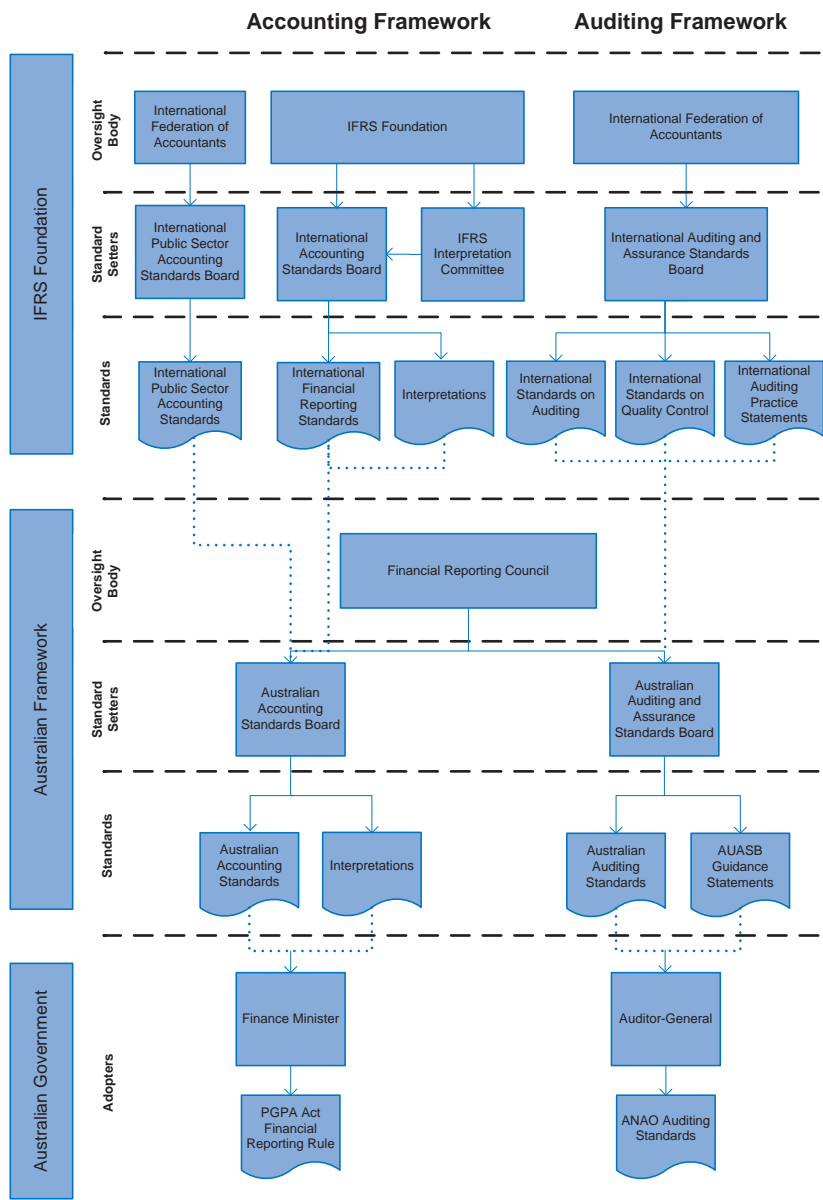 Accounting Framework
Auditing Framework
IFRS Foundation
Oversight
Body
International
Federation of
Accountants
IFRS Foundation
International Federation of
Accountants
Standard
Setters
International
Public Sector
Accounting
Standards Board
International
Accounting
Standards Board
IFRS
Interpretation
Committee
International Auditing and
Assurance Standards
Board
Standards
International
Public Sector
Accounting
Standards
International
Financial
Reporting
Standards
Interpretations
International
Standards on
Auditing
International
Standards on
Quality Control
International
Auditing
Practice
Statements
Australian Framework
Oversight
Body
Financial Reporting Council
Standard
Setters
Australian
Accounting
Standards Board
Australian
Auditing and
Assurance
Standards Board
Standards
Australian
Accounting
Standards
Interpretations
Australian
Auditing
Standards
AUASB
Guidance
Statements
Australian Government
Adopters
Finance Minister
Auditor-General
PGPA Act
Financial
Reporting Rule
ANAO Auditing
Standards